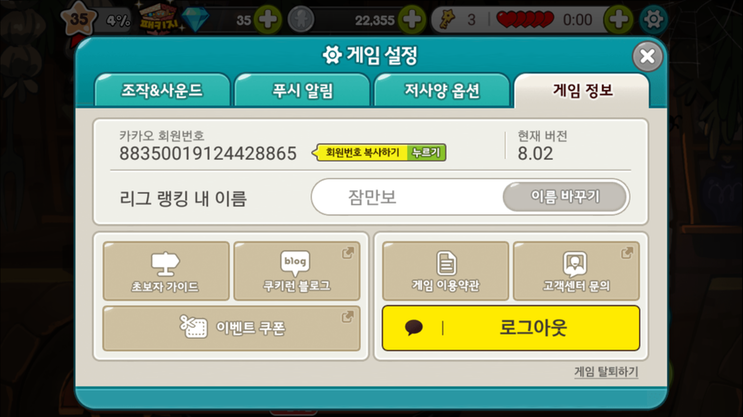 35 4% 패키지 35 22,355 3 0:00
게임 설정
조작&사운드 푸시 알림 저사양 옵션 게임 정보
카카오 회원번호 현재 버전
88350019124428865 회원번호 복사하기 누르기 8.02
리그 랭킹 내 이름 잠만보 이름 바꾸기
초보자 가이드 blog 쿠키런 블로그 게임 이용약관 고객센터 문의
이벤트 쿠폰 로그아웃
게임 탈퇴하기